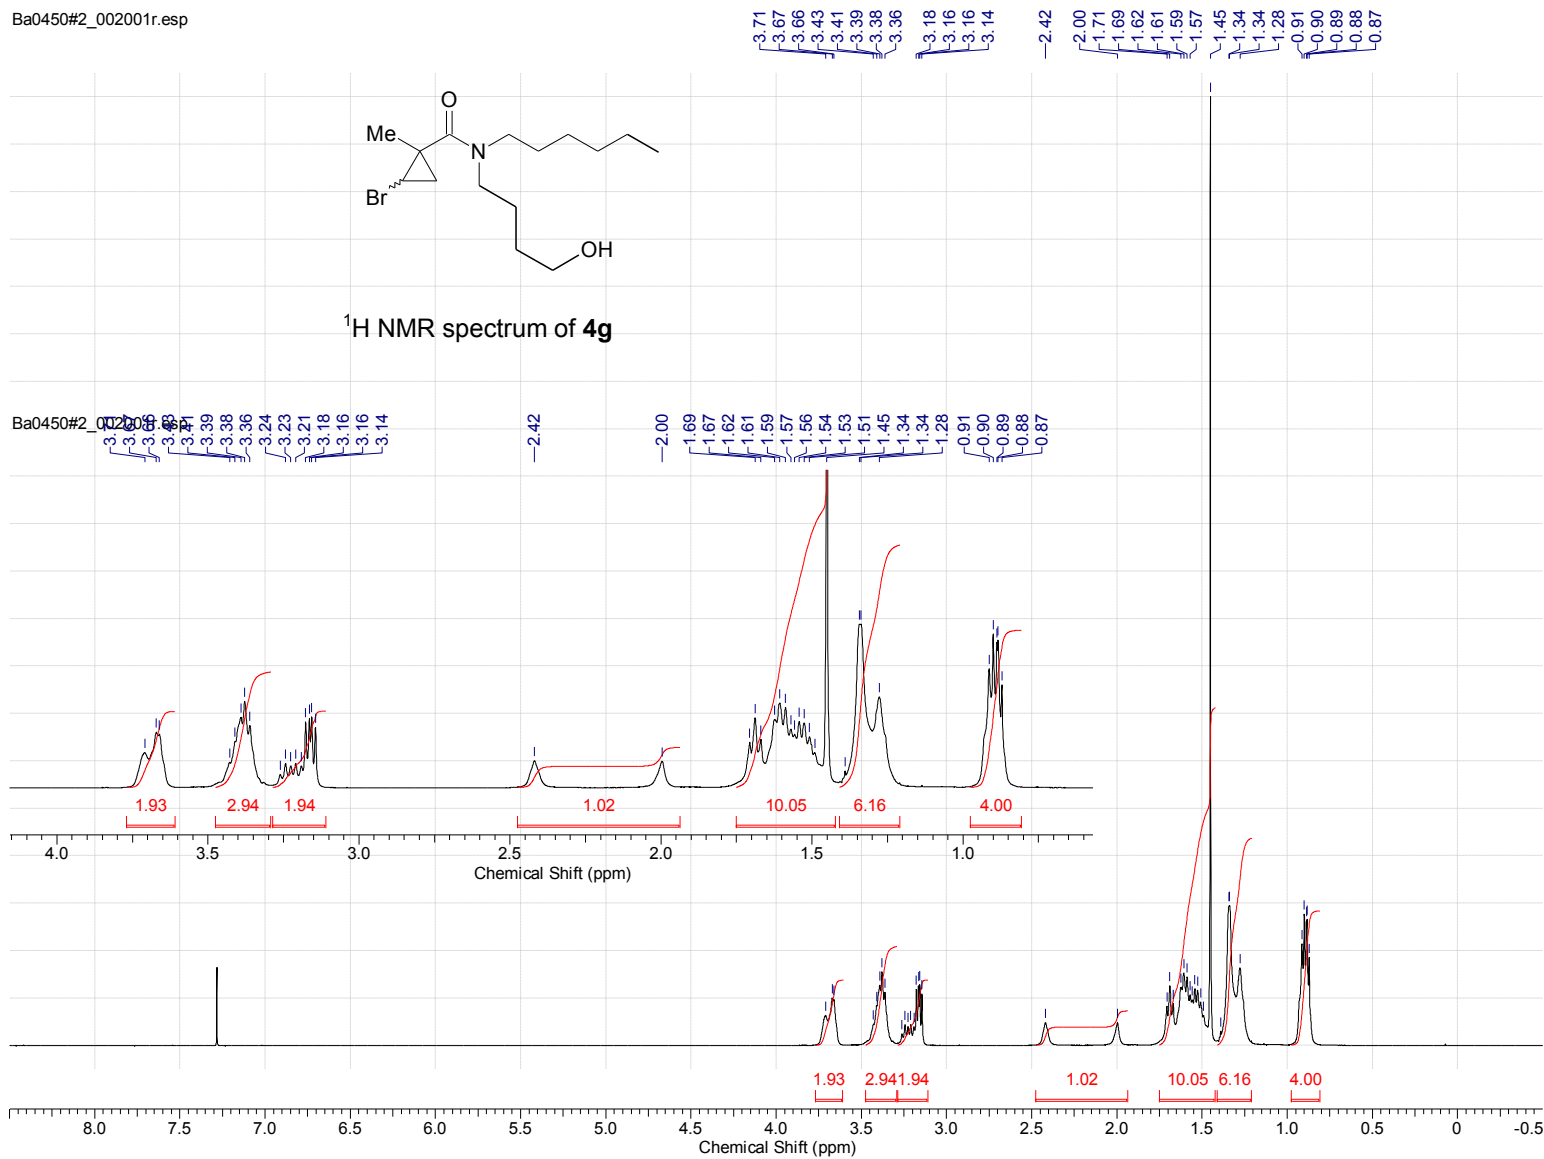 Ba0450#2_002001r.esp
3.71 3.67 3.66 3.43 3.41 3.39 3.38 3.36 3.18 3.16 3.16 3.14 2.42 2.00 1.71 1.69 1.62 1.61 1.59 1.57 1.45 1.34 1.34 1.28 0.91 0.90 0.89 0.88 0.87
O
Me
N
Br
OH
1H NMR spectrum of 4g
Ba0450#2_002001r.esp
3.71 3.67 3.66 3.43 3.41 3.39 3.38 3.36 3.24 3.23 3.21 3.18 3.16 3.16 3.14 2.42 2.00 1.69 1.67 1.62 1.61 1.59 1.57 1.56 1.54 1.53 1.51 1.45 1.34 1.34 1.28 0.91 0.90 0.89 0.88 0.87
1.93 2.94 1.94 1.02 10.05 6.16 4.00
4.0 3.5 3.0 2.5 2.0 1.5 1.0
Chemical Shift (ppm)
1.93 2.94 1.94 1.02 10.05 6.16 4.00
8.0 7.5 7.0 6.5 6.0 5.5 5.0 4.5 4.0 3.5 3.0 2.5 2.0 1.5 1.0 0.5 0 -0.5
Chemical Shift (ppm)